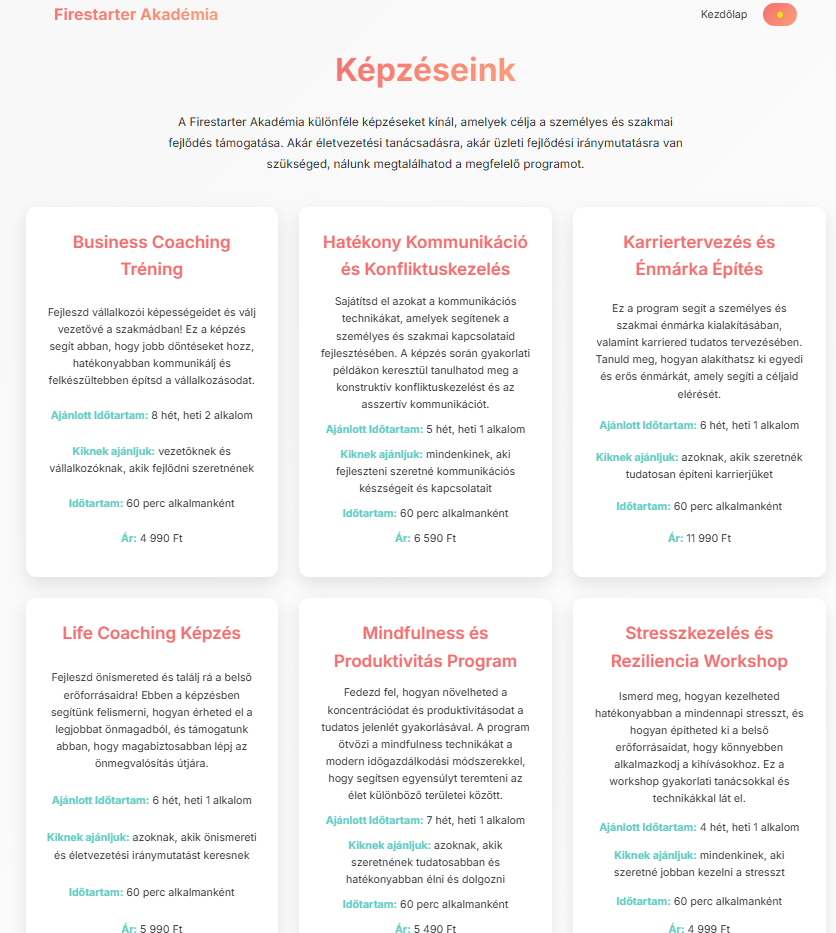 Firestarter Akadémia
Kezdőlap
Képzéseink
A Firestarter Akadémia különféle képzéseket kínál, amelyek célja a személyes és szakmai
fejlődés támogatása. Akár életvezetési tanácsadásra, akár üzleti fejlődési iránymutatásra van
szükséged, nálunk megtalálhatod a megfelelő programot.
Business Coaching
Tréning
Fejleszd vállalkozói képességeidet és válj
vezetővé a szakmádban! Ez a képzés
segít abban, hogy jobb döntéseket hozz,
hatékonyabban kommunikálj és
felkészültebben építsd a vállalkozásodat.
Ajánlott Időtartam: 8 hét, heti 2 alkalom
Kiknek ajánljuk: vezetőknek és
vállalkozóknak, akik fejlődni szeretnének
Időtartam: 60 perc alkalmanként
Ár: 4 990 Ft
Hatékony Kommunikáció
és Konfliktuskezelés
Sajátítsd el azokat a kommunikációs
technikákat, amelyek segítenek a
személyes és szakmai kapcsolataid
fejlesztésében. A képzés során gyakorlati
példákon keresztül tanulhatod meg a
konstruktív konfliktuskezelést és az
asszertív kommunikációt.
Ajánlott Időtartam: 5 hét, heti 1 alkalom
Kiknek ajánljuk: mindenkinek, aki
fejleszteni szeretné kommunikációs
készségeit és kapcsolatait
Időtartam: 60 perc alkalmanként
Ár: 6 590 Ft
Karriertervezés és
Énmárka Építés
Ez a program segít a személyes és
szakmai énmárka kialakításában,
valamint karriered tudatos tervezésében.
Tanuld meg, hogyan alakíthatsz ki egyedi
és erős énmárkát, amely segíti a céljaid
elérését.
Ajánlott Időtartam: 6 hét, heti 1 alkalom
Kiknek ajánljuk: azoknak, akik szeretnék
tudatosan építeni karrierjüket
Időtartam: 60 perc alkalmanként
Ár: 11 990 Ft
Life Coaching Képzés
Fejleszd önismereted és találj rá a belső
erőforrásaidra! Ebben a képzésben
segítünk felismerni, hogyan érheted el a
legjobbat önmagadból, és támogatunk
abban, hogy magabiztosabban lépj az
önmegvalósítás útjára.
Ajánlott Időtartam: 6 hét, heti 1 alkalom
Kiknek ajánljuk: azoknak, akik önismereti
és életvezetési iránymutatást keresnek
Időtartam: 60 perc alkalmanként
Ár: 5 990 Ft
Mindfulness és
Produktivitás Program
Fedezd fel, hogyan növelheted a
koncentrációdat és produktivitásodat a
tudatos jelenlét gyakorlásával. A program
ötvözi a mindfulness technikákat a
modern időgazdálkodási módszerekkel,
hogy segítsen egyensúlyt teremteni az
élet különböző területei között.
Ajánlott Időtartam: 7 hét, heti 1 alkalom
Kiknek ajánljuk: azoknak, akik
szeretnének tudatosabban és
hatékonyabban élni és dolgozni
Időtartam: 60 perc alkalmanként
Ár: 5 490 Ft
Stresszkezelés és
Reziliencia Workshop
Ismerd meg, hogyan kezelheted
hatékonyabban a mindennapi stresszt, és
hogyan építheted ki a belső
erőforrásaidat, hogy könnyebben
alkalmazkodj a kihívásokhoz. Ez a
workshop gyakorlati tanácsokkal és
technikákkal lát el.
Ajánlott Időtartam: 4 hét, heti 1 alkalom
Kiknek ajánljuk: mindenkinek, aki
szeretné jobban kezelni a stresszt
Időtartam: 60 perc alkalmanként
Ár: 4 999 Ft